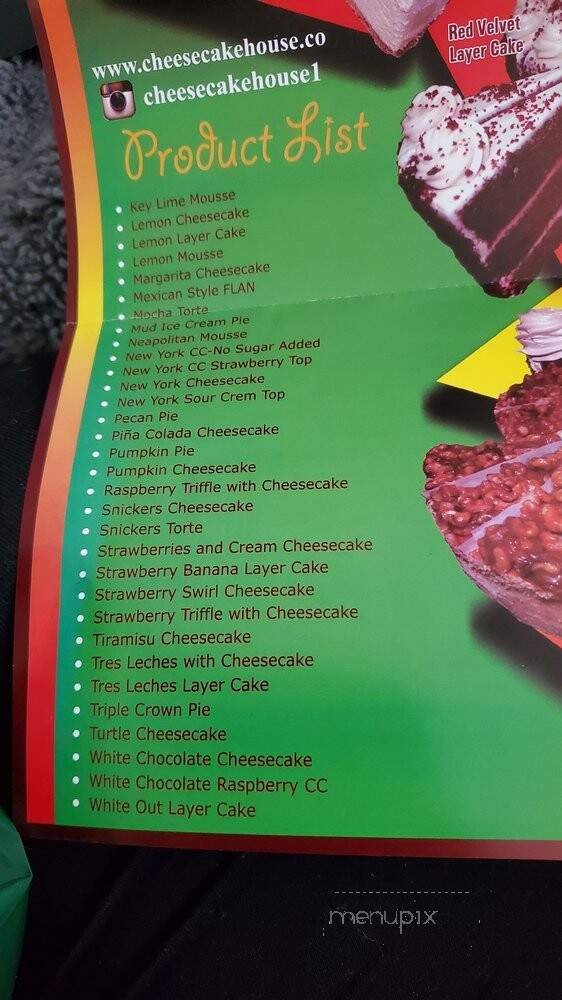 www.cheesecakehouse.co
cheesecakehouse1
Product List
Red Velvet
Layer Cake
Key Lime Mousse
Lemon Cheesecake
Lemon Layer Cake
Lemon Mousse
Margarita Cheesecake
Mexican Style FLAN
Mocha Torte
Mud Ice Cream Pie
Neapolitan Mousse
New York CC-No Sugar Added
New York CC Strawberry Top
New York Cheesecake
New York Sour Crem Top
Pecan Pie
Piña Colada Cheesecake
Pumpkin Pie
Pumpkin Cheesecake
Raspberry Triffle with Cheesecake
Snickers Cheesecake
Snickers Torte
Strawberries and Cream Cheesecake
Strawberry Banana Layer Cake
Strawberry Swirl Cheesecake
Strawberry Triffle with Cheesecake
Tiramisu Cheesecake
Tres Leches with Cheesecake
Tres Leches Layer Cake
Triple Crown Pie
Turtle Cheesecake
White Chocolate Cheesecake
White Chocolate Raspberry CC
White Out Layer Cake
menupix